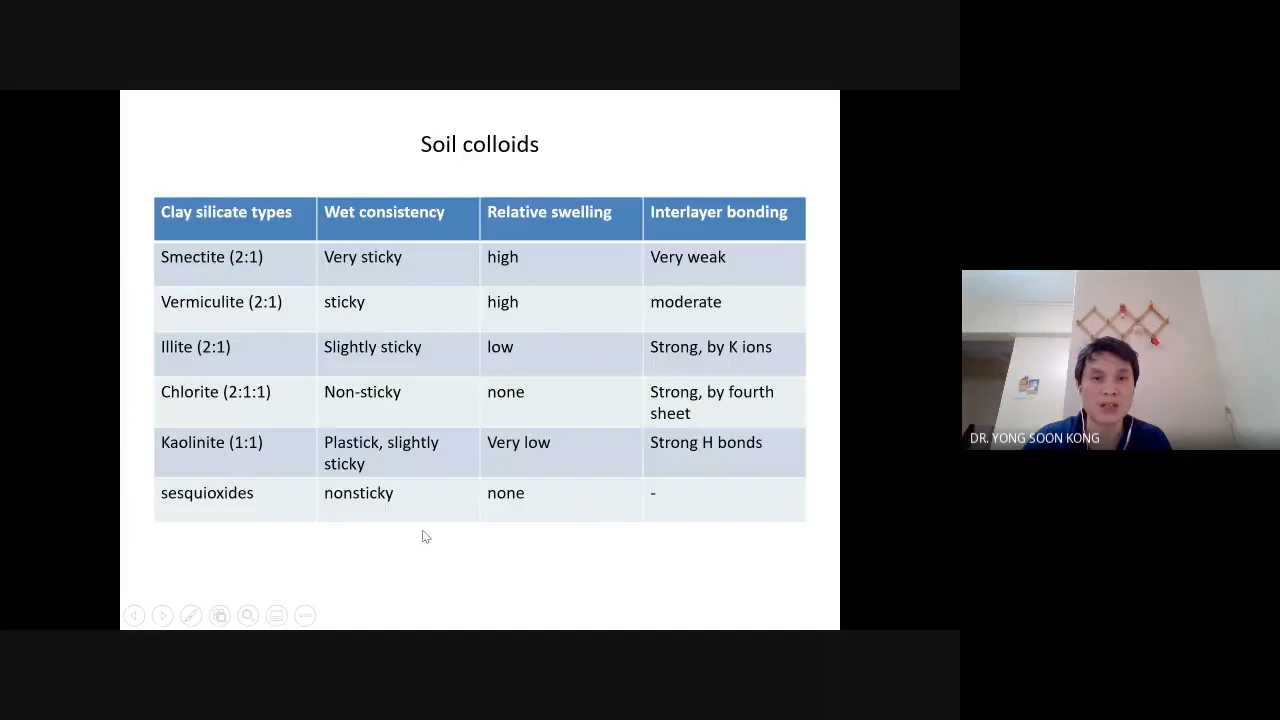 Soil colloids
Clay silicate types Wet consistency Relative swelling Interlayer bonding
Smectite (2:1) Very sticky high Very weak
Vermiculite (2:1) sticky high moderate
Illite (2:1) Slightly sticky low Strong, by K ions
Chlorite (2:1:1) Non-sticky none Strong, by fourth
sheet
Kaolinite (1:1) Plastick, slightly Very low Strong H bonds
sticky
sesquioxides nonsticky none -
DR. YONG SOON KONG